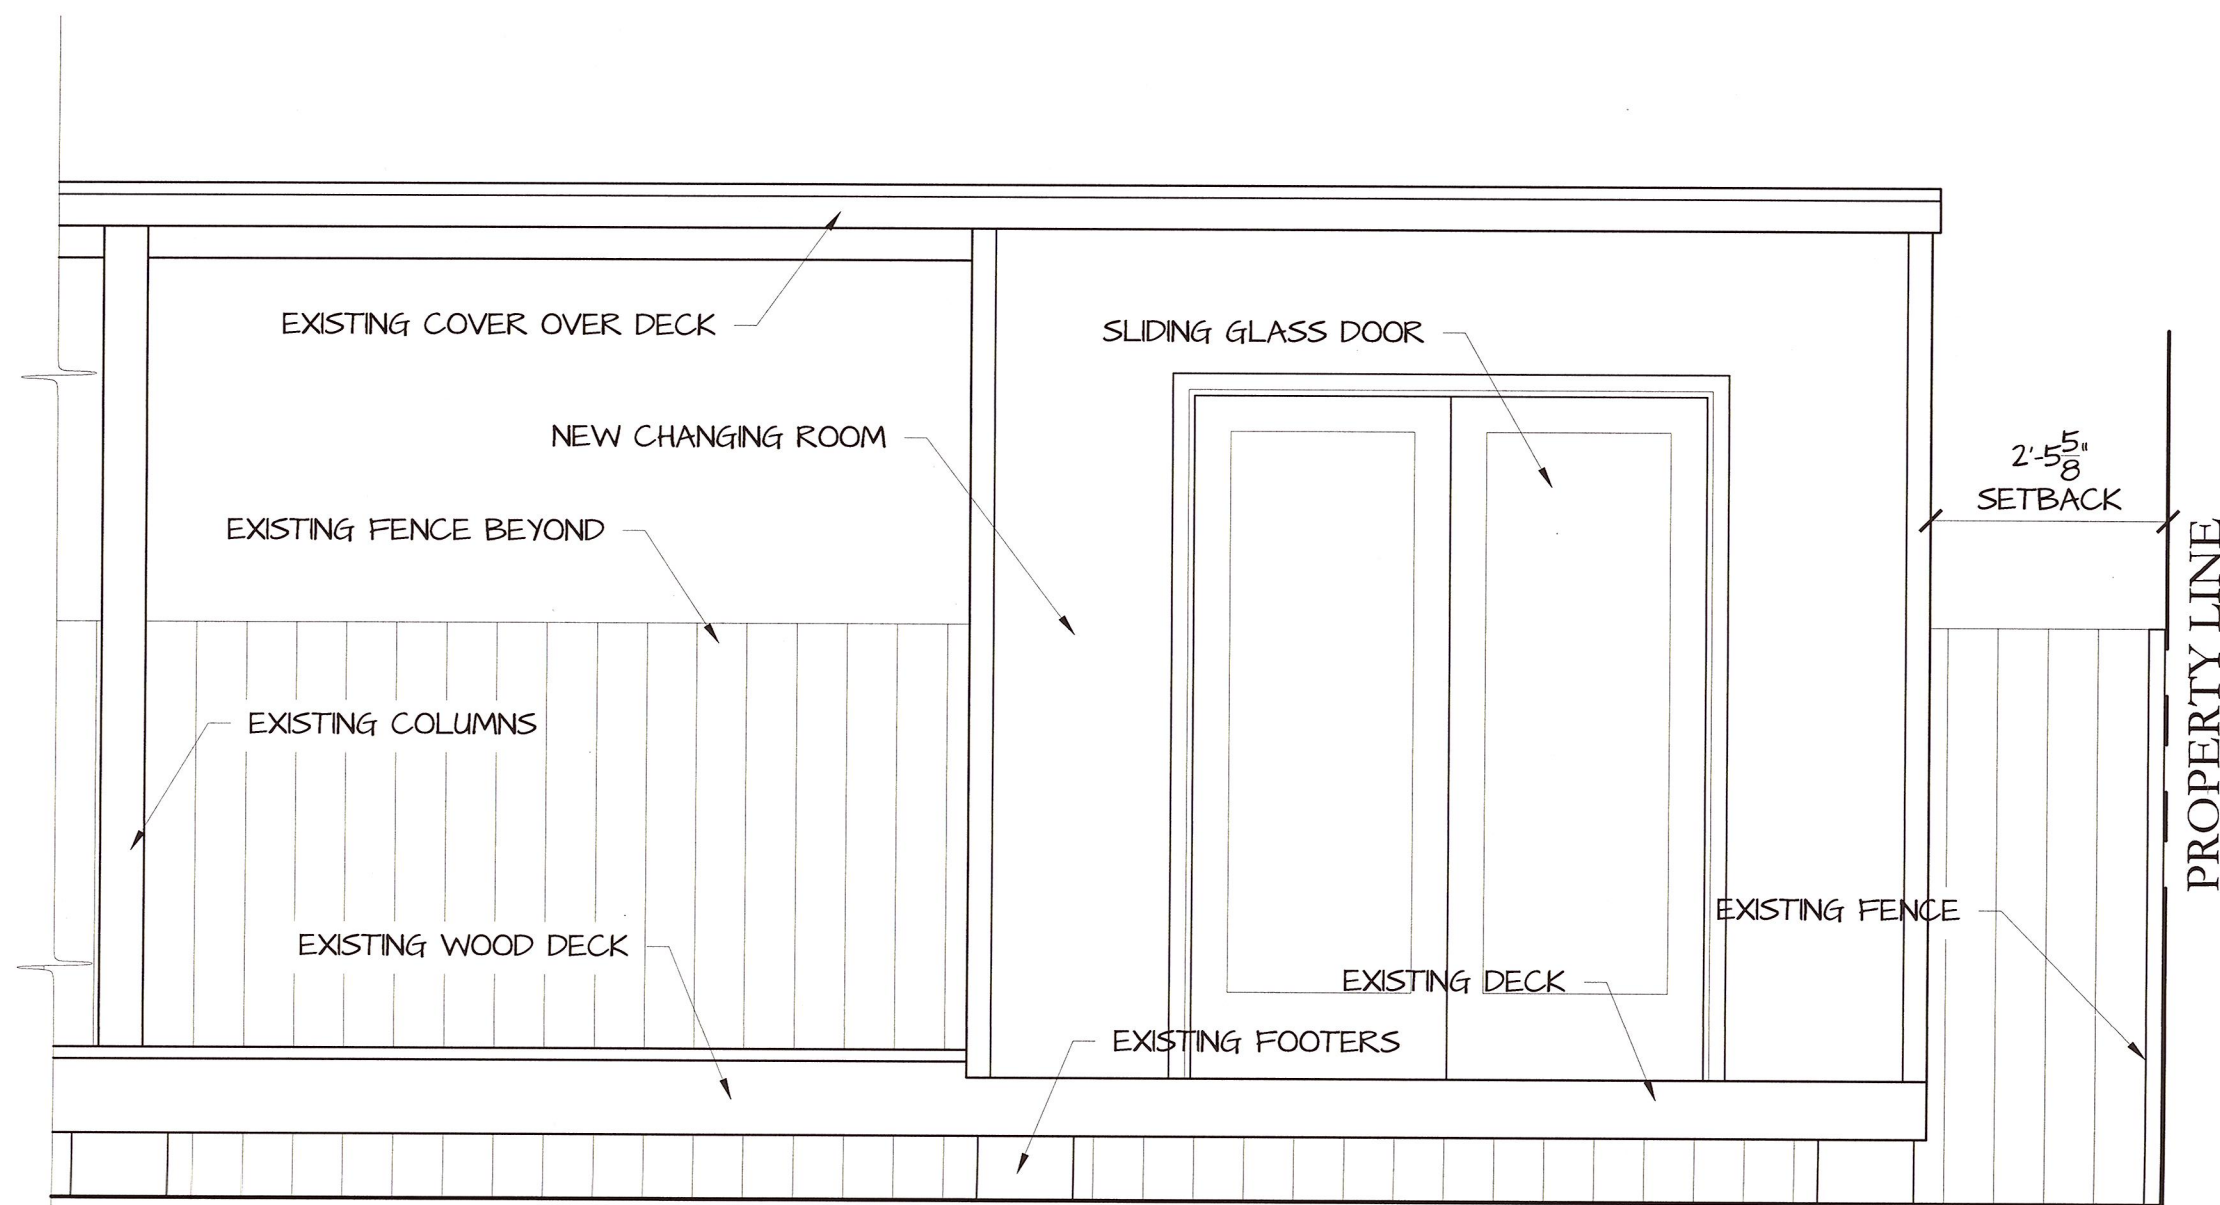 EXISTING COVER OVER DECK
SLIDING GLASS DOOR
NEW CHANGING ROOM
2'-5 5/8"
SETBACK
EXISTING FENCE BEYOND
PROPERTY LINE
EXISTING COLUMNS
EXISTING FENCE
EXISTING WOOD DECK
EXISTING DECK
EXISTING FOOTERS